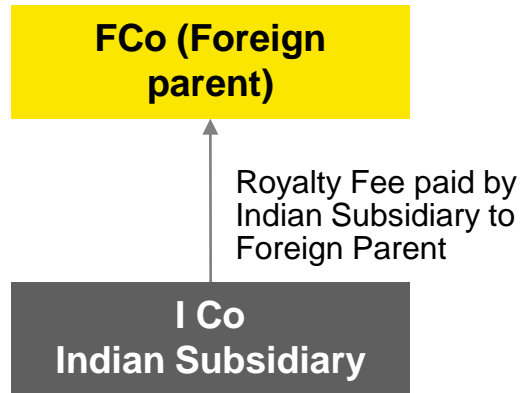 FCo (Foreign
parent)
Royalty Fee paid by
Indian Subsidiary to
Foreign Parent
I Co
Indian Subsidiary